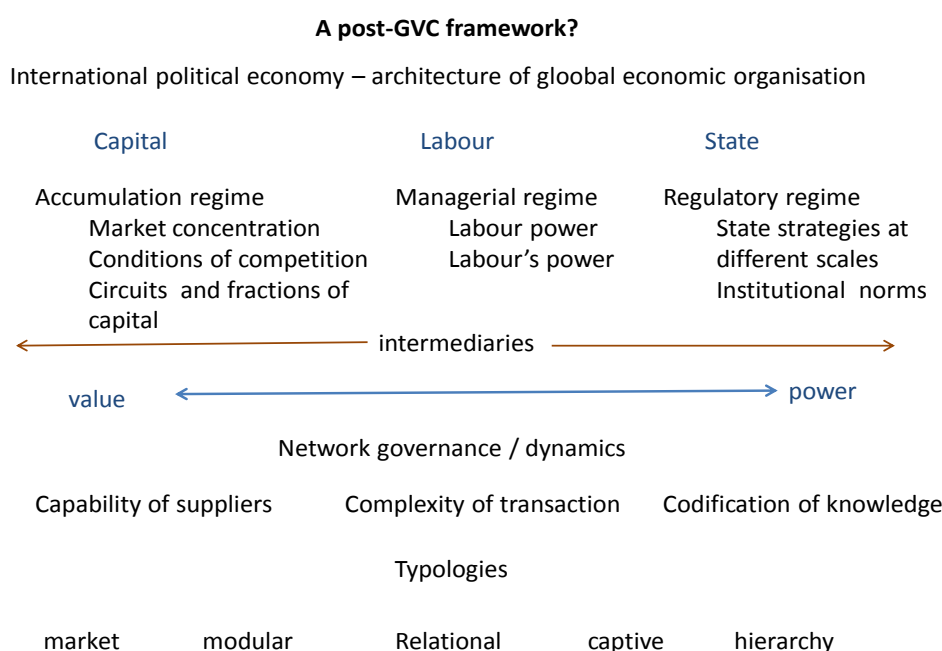 A post-GVC framework?
International political economy – architecture of gloobal economic organisation
Capital Labour State
Accumulation regime Managerial regime Regulatory regime
Market concentration Labour power State strategies at
Conditions of competition Labour's power different scales
Circuits and fractions of Institutional norms
capital
intermediaries
value power
Network governance / dynamics
Capability of suppliers Complexity of transaction Codification of knowledge
Typologies
market modular Relational captive hierarchy